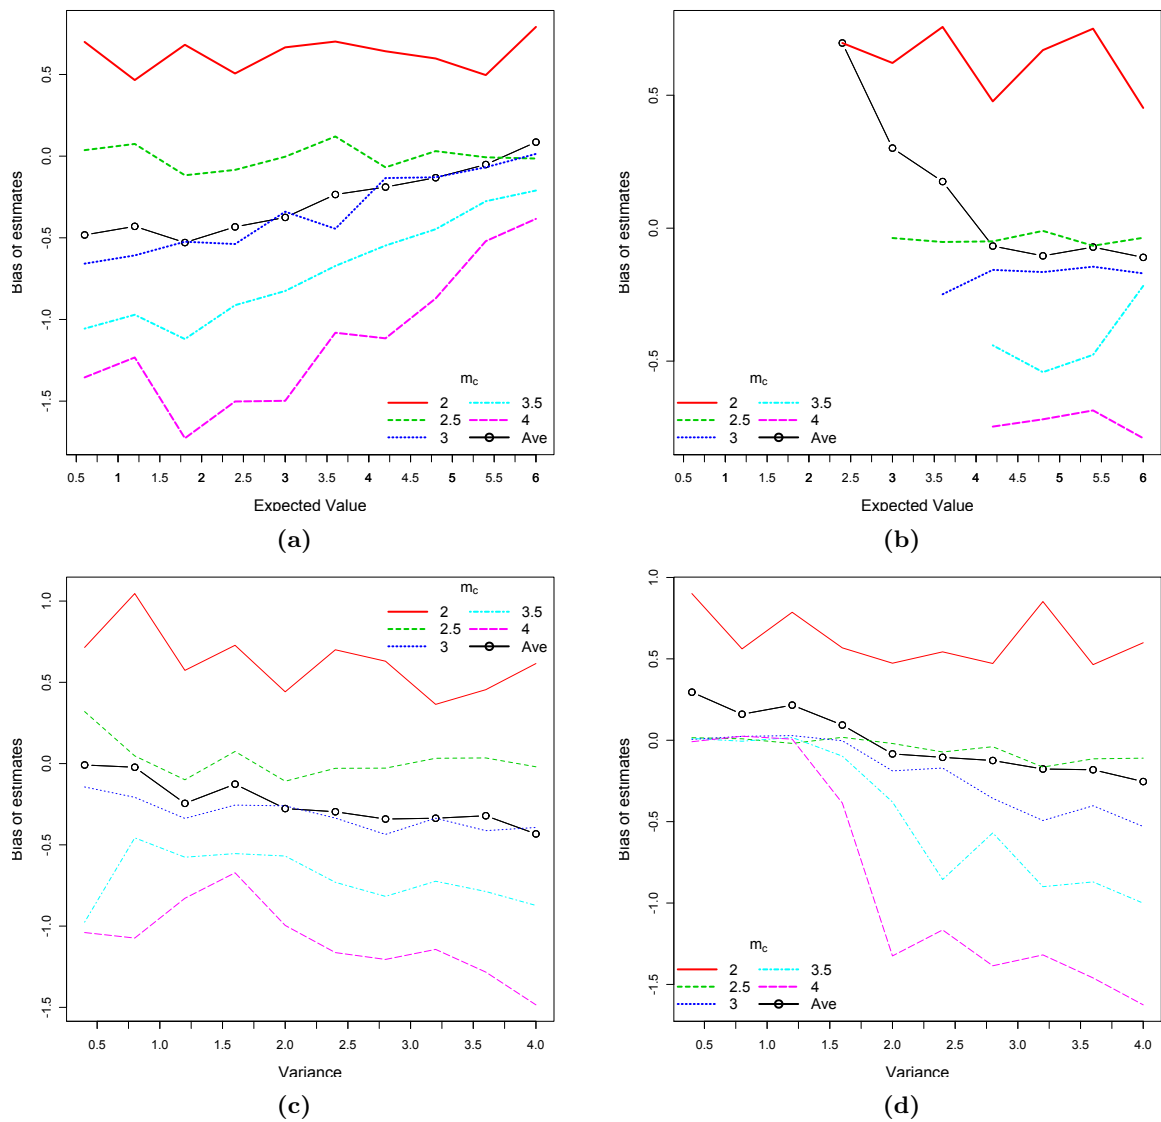 Bias of estimates
0.5
0.0
-0.5
-1.0
-1.5
m_c
2 3.5
2.5 4
3 Ave
0.5 1 1.5 2 2.5 3 3.5 4 4.5 5 5.5 6
Expected Value
(a)
Bias of estimates
0.5
0.0
-0.5
m_c
2 3.5
2.5 4
3 Ave
0.5 1 1.5 2 2.5 3 3.5 4 4.5 5 5.5 6
Expected Value
(b)
Bias of estimates
1.0
0.5
0.0
-0.5
-1.0
-1.5
m_c
2 3.5
2.5 4
3 Ave
0.5 1.0 1.5 2.0 2.5 3.0 3.5 4.0
Variance
(c)
Bias of estimates
1.0
0.5
0.0
-0.5
-1.0
-1.5
m_c
2 3.5
2.5 4
3 Ave
0.5 1.0 1.5 2.0 2.5 3.0 3.5 4.0
Variance
(d)